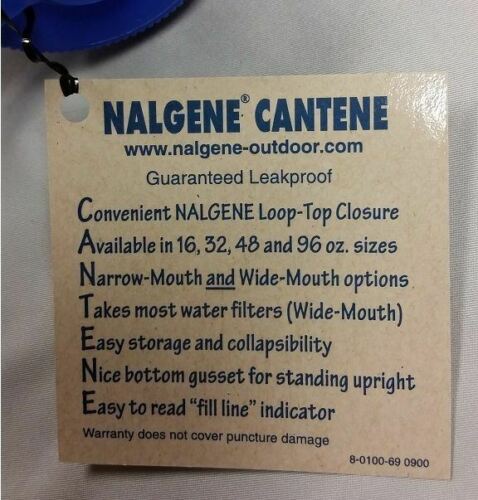 NALGENE® CANTENE
www.nalgene-outdoor.com
Guaranteed Leakproof
Convenient NALGENE Loop-Top Closure
Available in 16, 32, 48 and 96 oz. sizes
Narrow-Mouth and Wide-Mouth options
Takes most water filters (Wide-Mouth)
Easy storage and collapsibility
Nice bottom gusset for standing upright
Easy to read “fill line” indicator
Warranty does not cover puncture damage
8-0100-69 0900